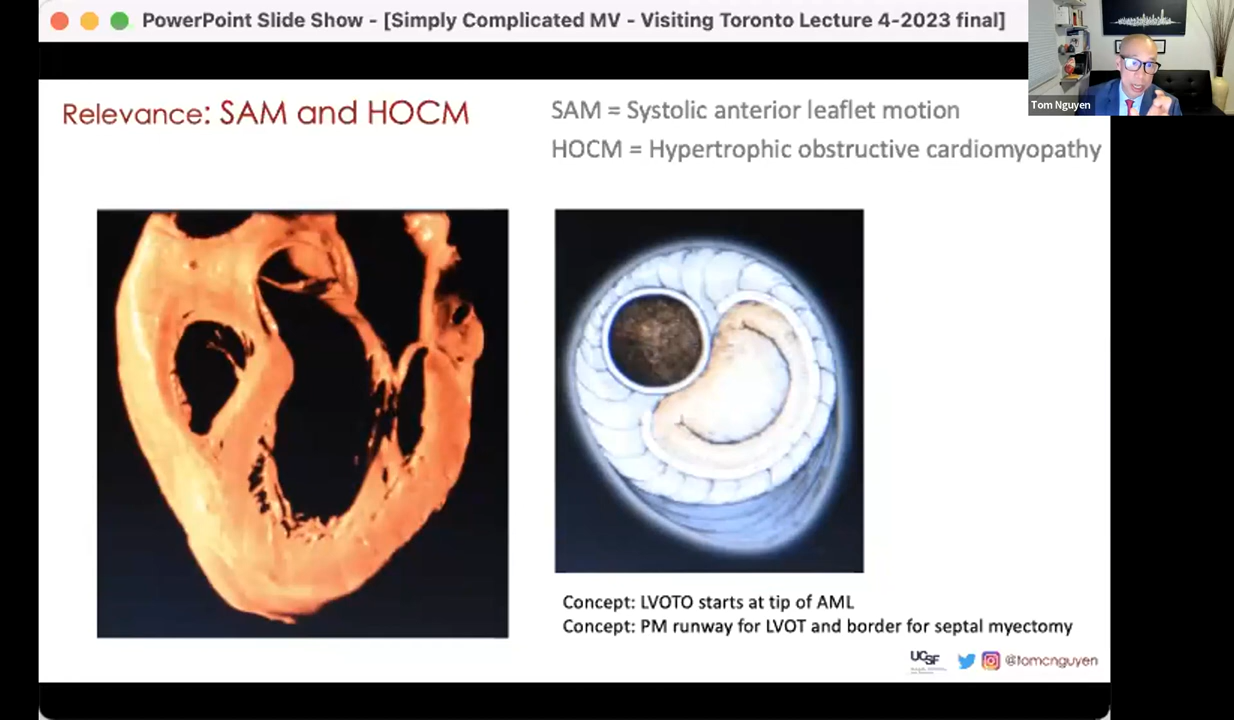 PowerPoint Slide Show - [Simply Complicated MV - Visiting Toronto Lecture 4-2023 final]
Tom Nguyen
Relevance: SAM and HOCM
SAM = Systolic anterior leaflet motion
HOCM = Hypertrophic obstructive cardiomyopathy
Concept: LVOTO starts at tip of AML
Concept: PM runway for LVOT and border for septal myectomy
UCSF
@tomcnguyen